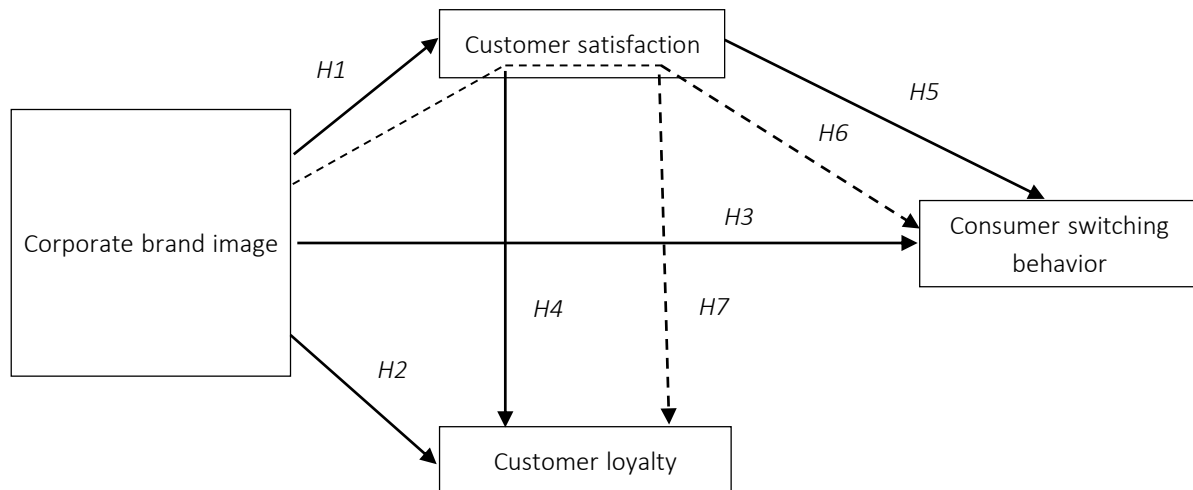 Customer satisfaction
H1
H5
H6
Corporate brand image
H3
Consumer switching
behavior
H4
H7
H2
Customer loyalty